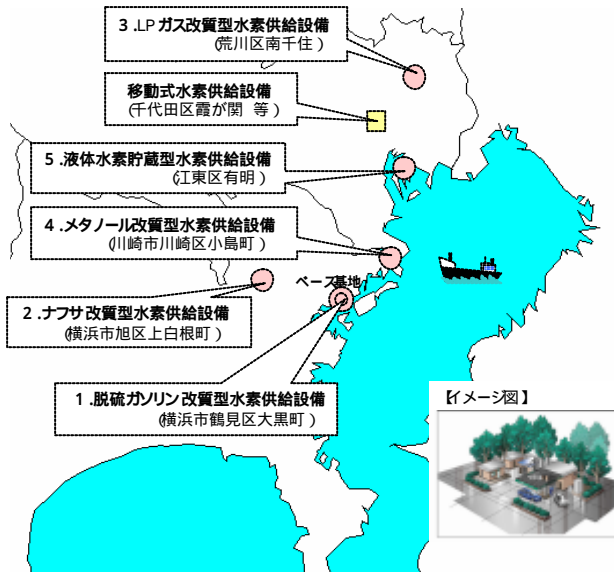 3.LPガス改質型水素供給設備
(荒川区南千住)
移動式水素供給設備
(千代田区霞が関 等)
5.液体水素貯蔵型水素供給設備
(江東区有明)
4.メタノール改質型水素供給設備
(川崎市川崎区小島町)
ベース基地
2.ナフサ改質型水素供給設備
(横浜市旭区上白根町)
1.脱硫ガソリン改質型水素供給設備
(横浜市鶴見区大黒町)
【イメージ図】